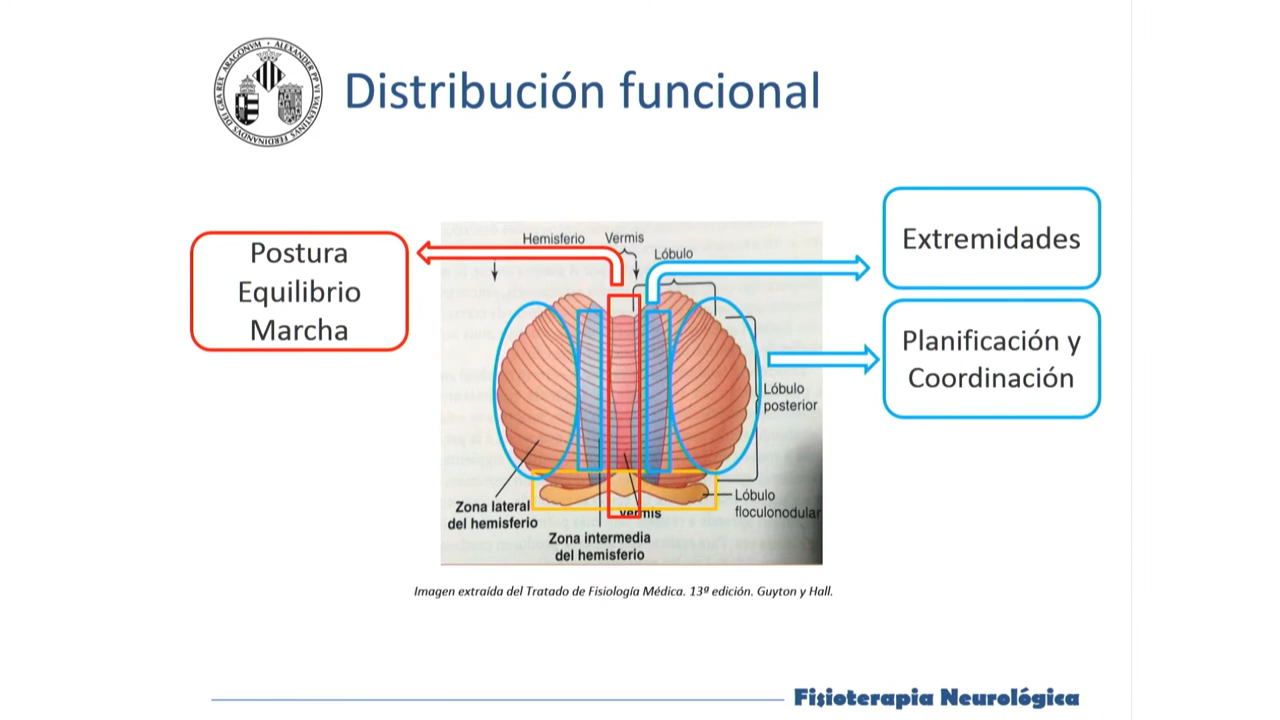 Distribución funcional
Postura
Equilibrio
Marcha
Extremidades
Planificación y
Coordinación
Hemisferio
Vermis
Lóbulo
Lóbulo
posterior
Lóbulo
floculonodular
Zona lateral
del hemisferio
vermis
Zona intermedia
del hemisferio
Imagen extraída del Tratado de Fisiología Médica. 13º edición. Guyton y Hall.
Fisioterapia Neurológica